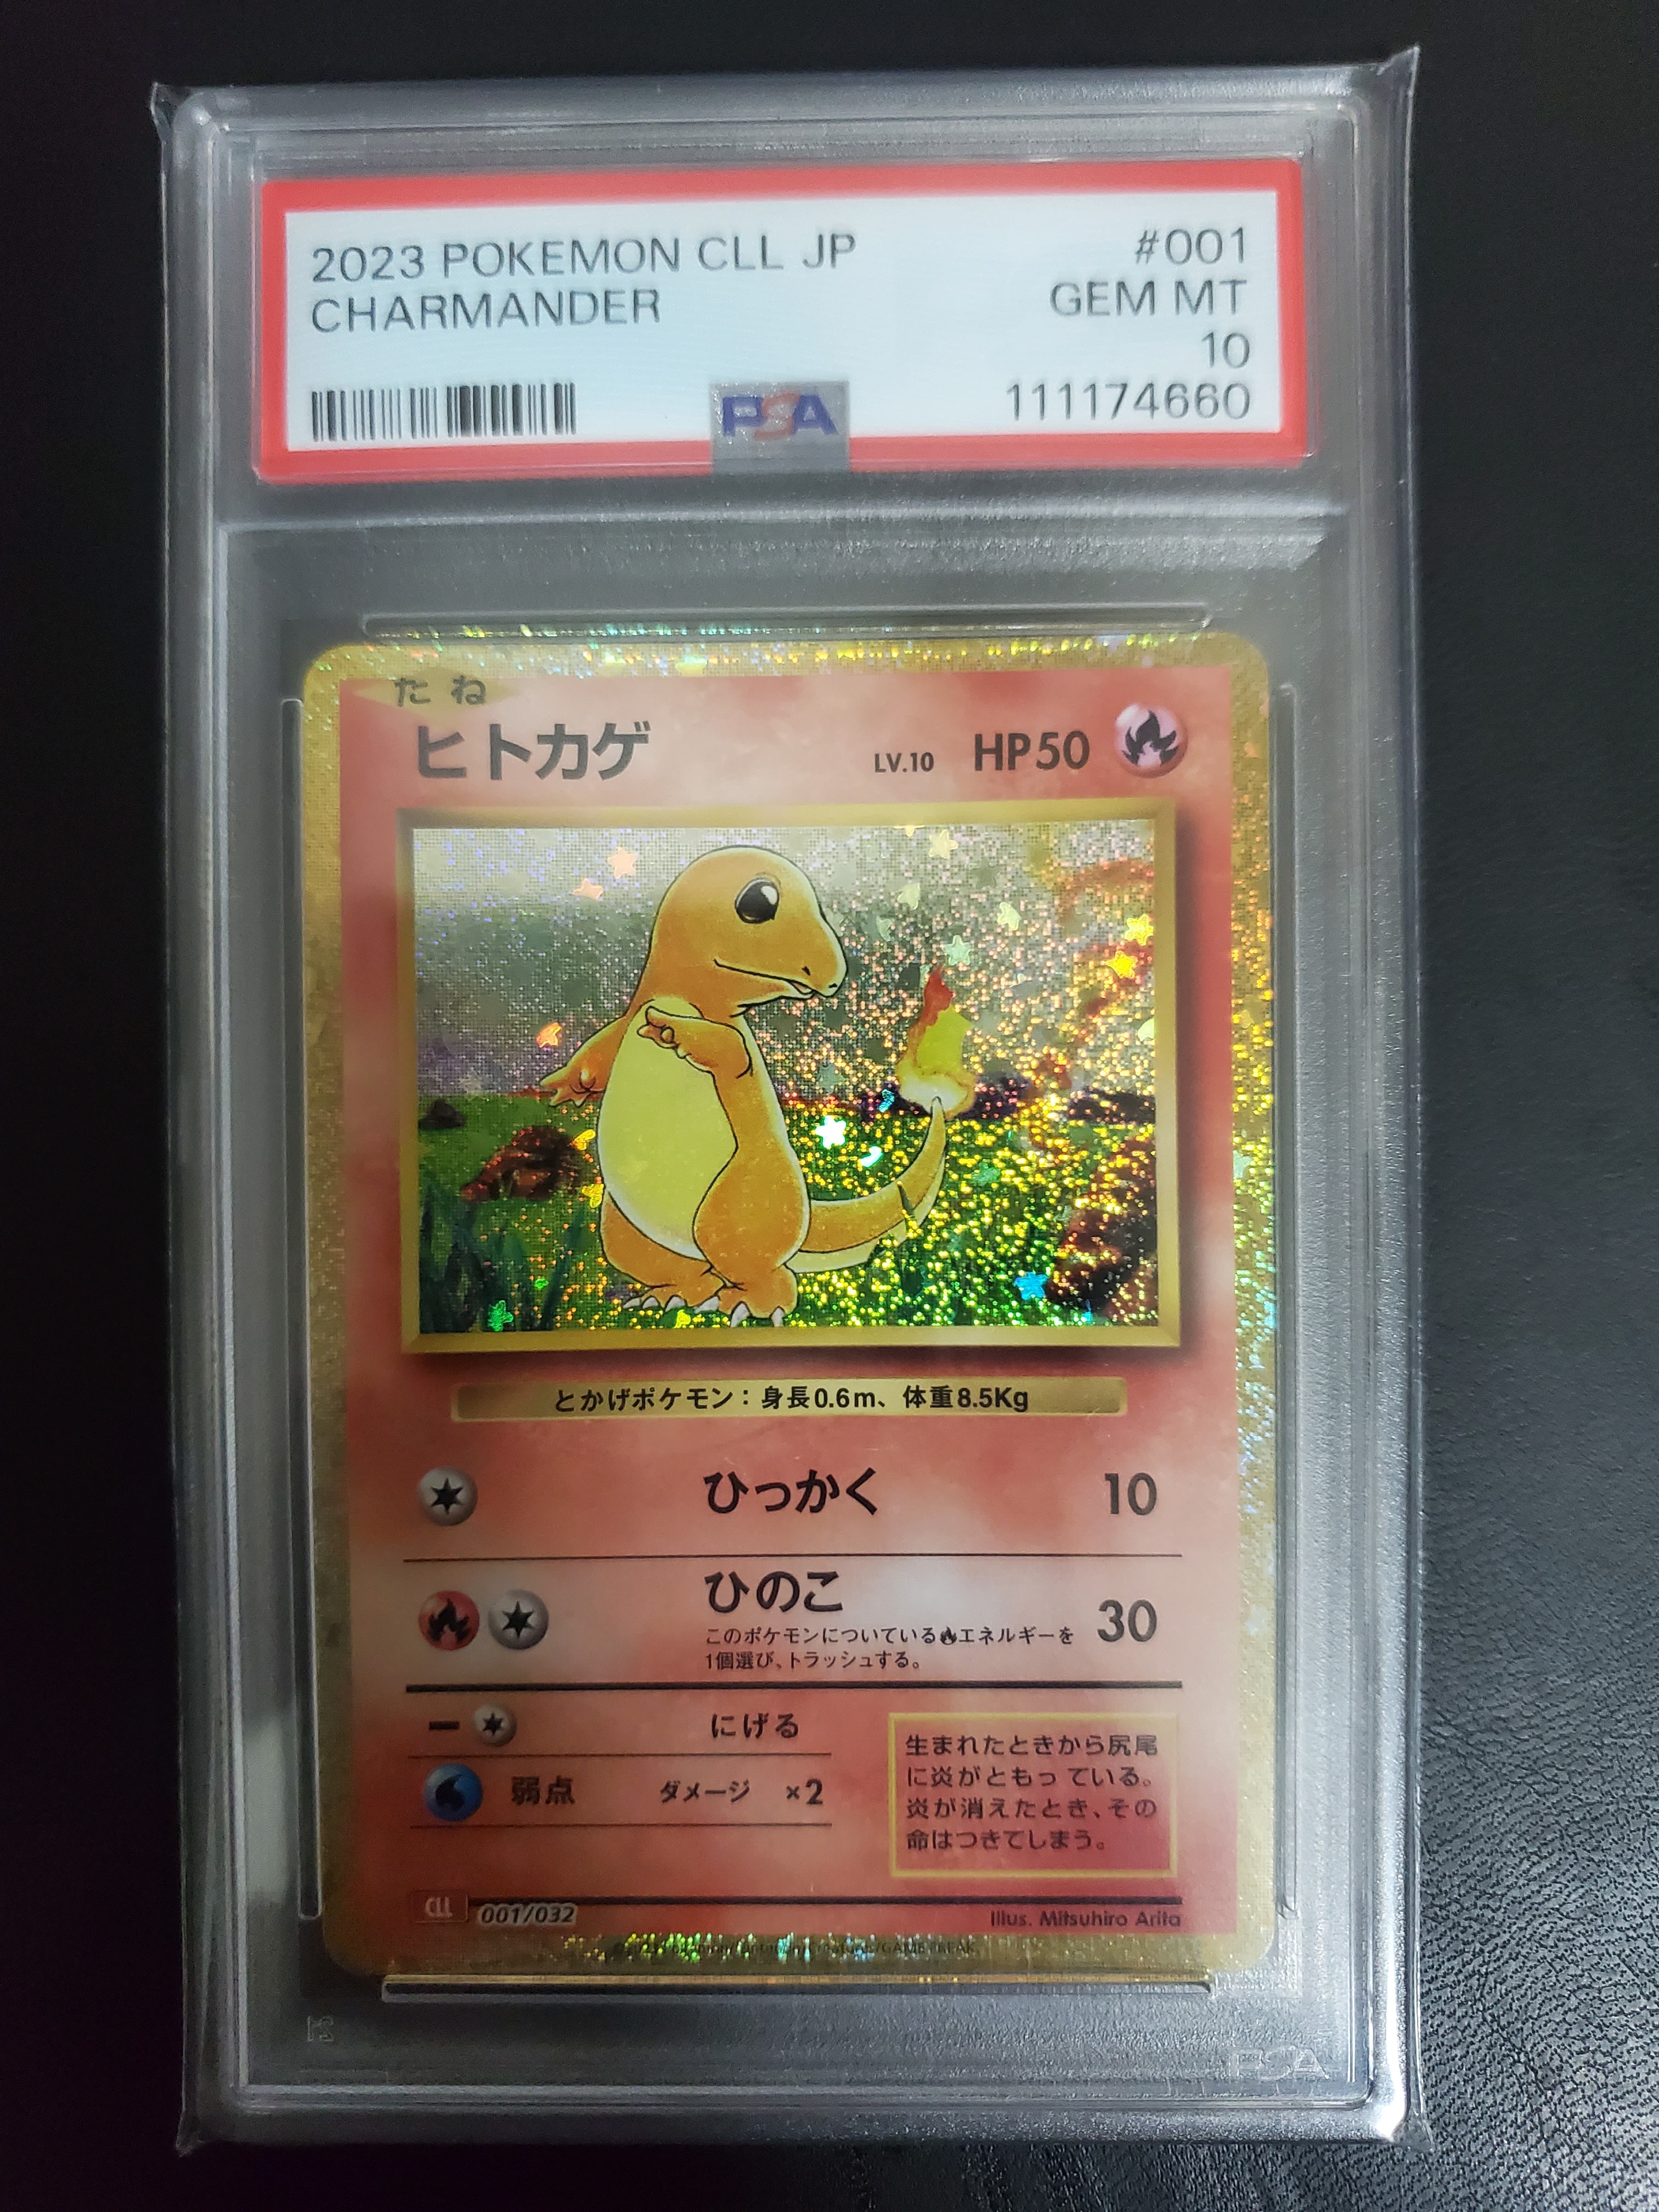 2023 POKEMON CLL JP #001
CHARMANDER GEM MT
10
PSA 111174660
たね
ヒトカゲ LV.10 HP50
とかげポケモン：身長0.6m、体重8.5Kg
ひっかく 10
ひのこ 30
このポケモンについているエネルギーを
1個選び、トラッシュする。
にげる
弱点 ダメージ ×2
生まれたときから尻尾
に炎がともっている。
炎が消えたとき、その
命はつきてしまう。
CLL 001/032 Illus. Mitsuhiro Arita
PSA